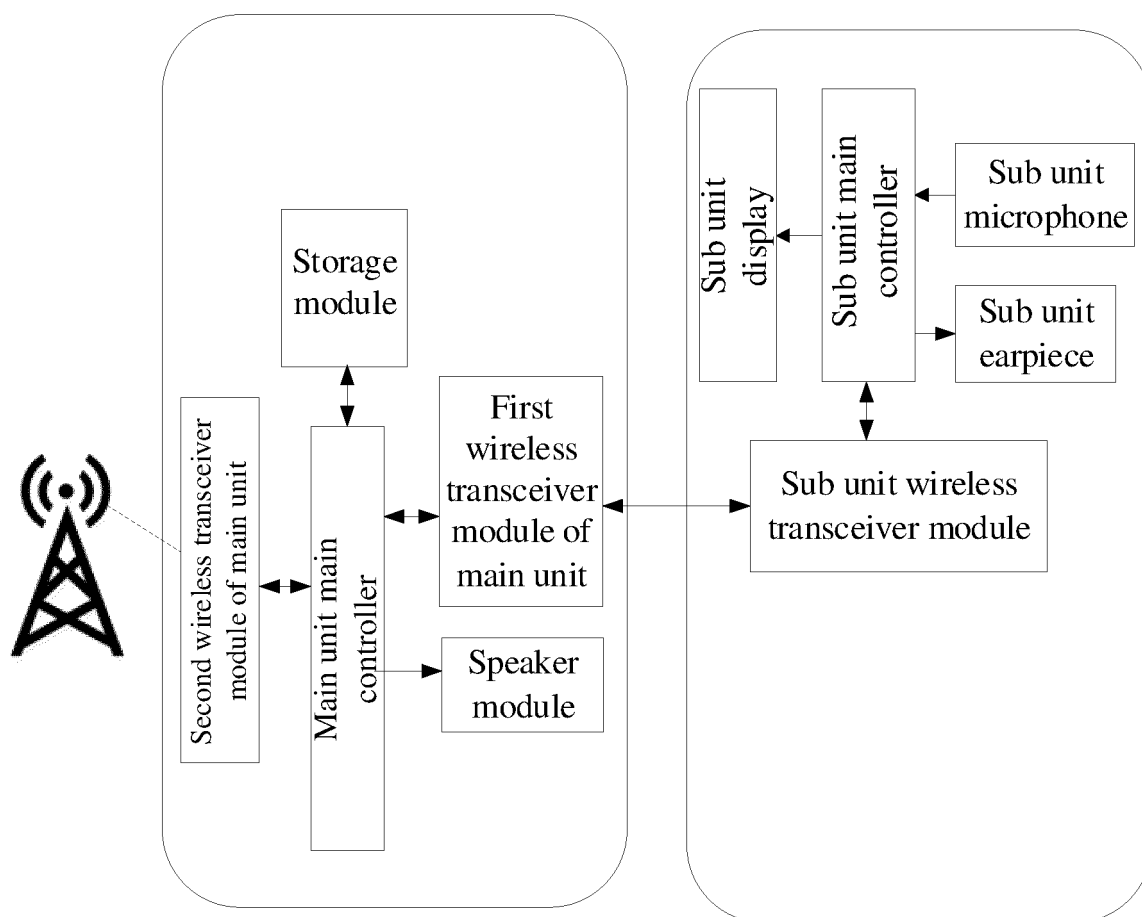 Storage
module
Second wireless transceiver
module of main unit
Main unit main
controller
First
wireless
transceiver
module of
main unit
Speaker
module
Sub unit
display
Sub unit main
controller
Sub unit
microphone
Sub unit
earpiece
Sub unit wireless
transceiver module